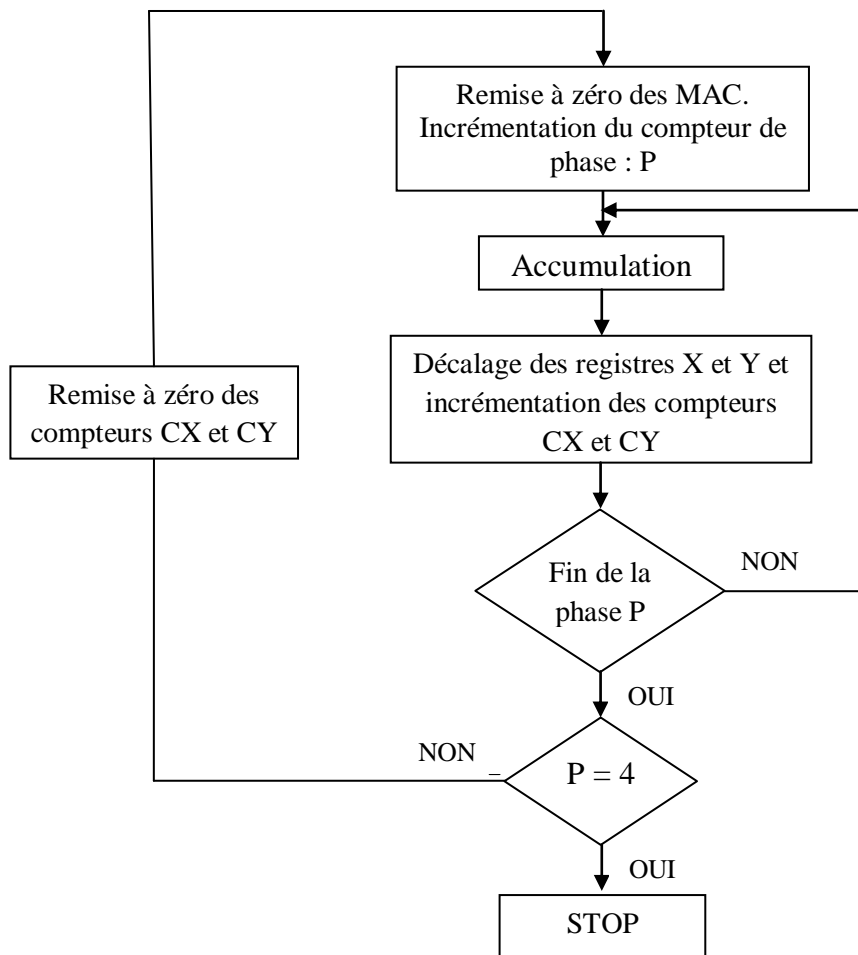 Remise à zéro des MAC.
Incrémentation du compteur de
phase : P
Accumulation
Décalage des registres X et Y et
incrémentation des compteurs
CX et CY
Remise à zéro des
compteurs CX et CY
Fin de la
phase P
NON
OUI
NON
P = 4
OUI
STOP